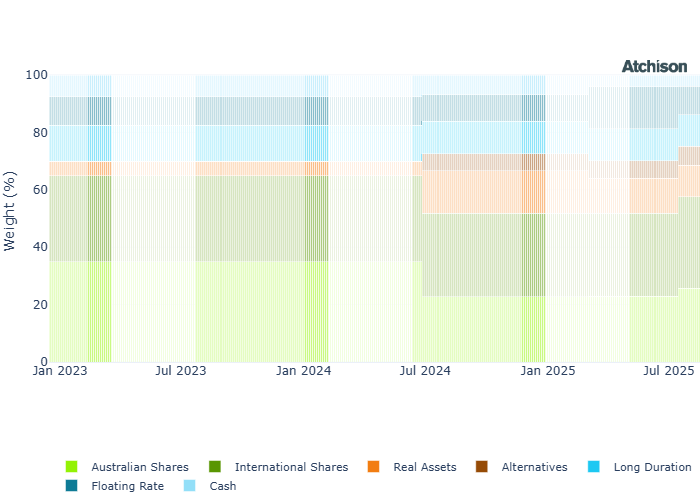 Atchison
100
80
60
40
20
0
Weight (%)
Jan 2023 Jul 2023 Jan 2024 Jul 2024 Jan 2025 Jul 2025
Australian Shares International Shares Real Assets Alternatives Long Duration
Floating Rate Cash